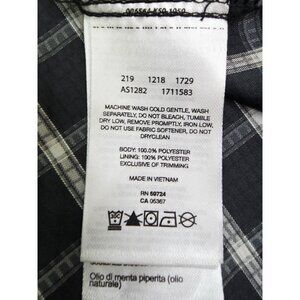 219 1218 1729
AS1282 1711583
MACHINE WASH COLD GENTLE, WASH
SEPARATELY, DO NOT BLEACH, TUMBLE
DRY LOW, REMOVE PROMPTLY, IRON LOW,
DO NOT USE FABRIC SOFTENER, DO NOT
DRYCLEAN
BODY: 100.0% POLYESTER
LINING: 100% POLYESTER
EXCLUSIVE OF TRIMMING
MADE IN VIETNAM
RN 60724
CA 05367
Olio di menta piperita (olio
naturale)